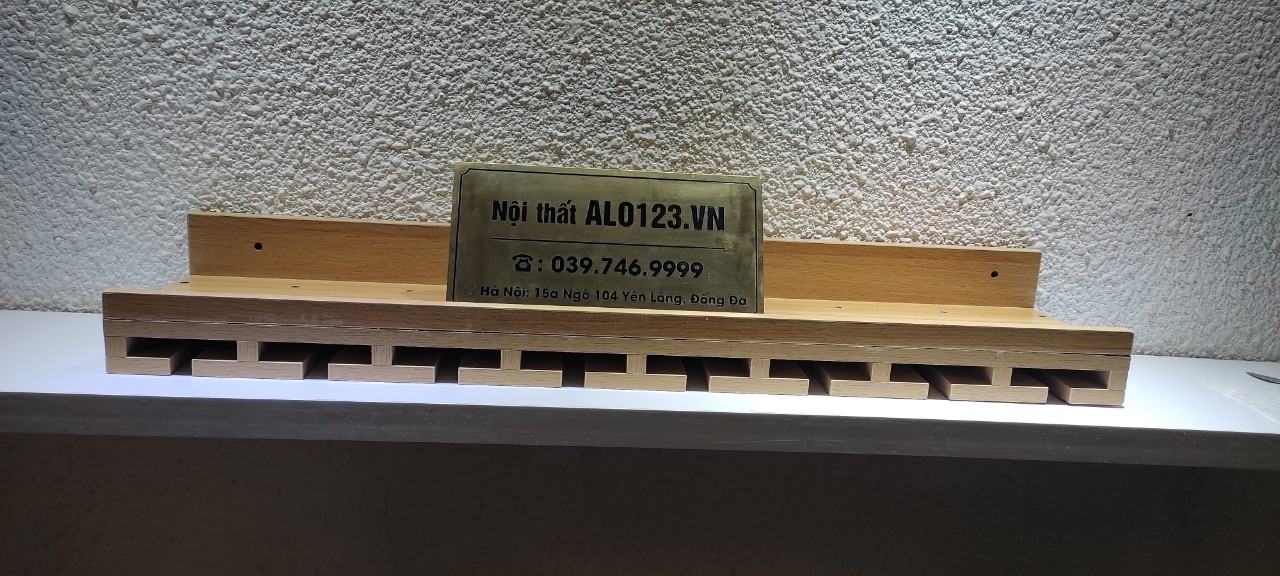 Nội thất ALO123.VN
☎: 039.746.9999
Hà Nội: 15a Ngõ 104 Yên Lãng, Đống Đa